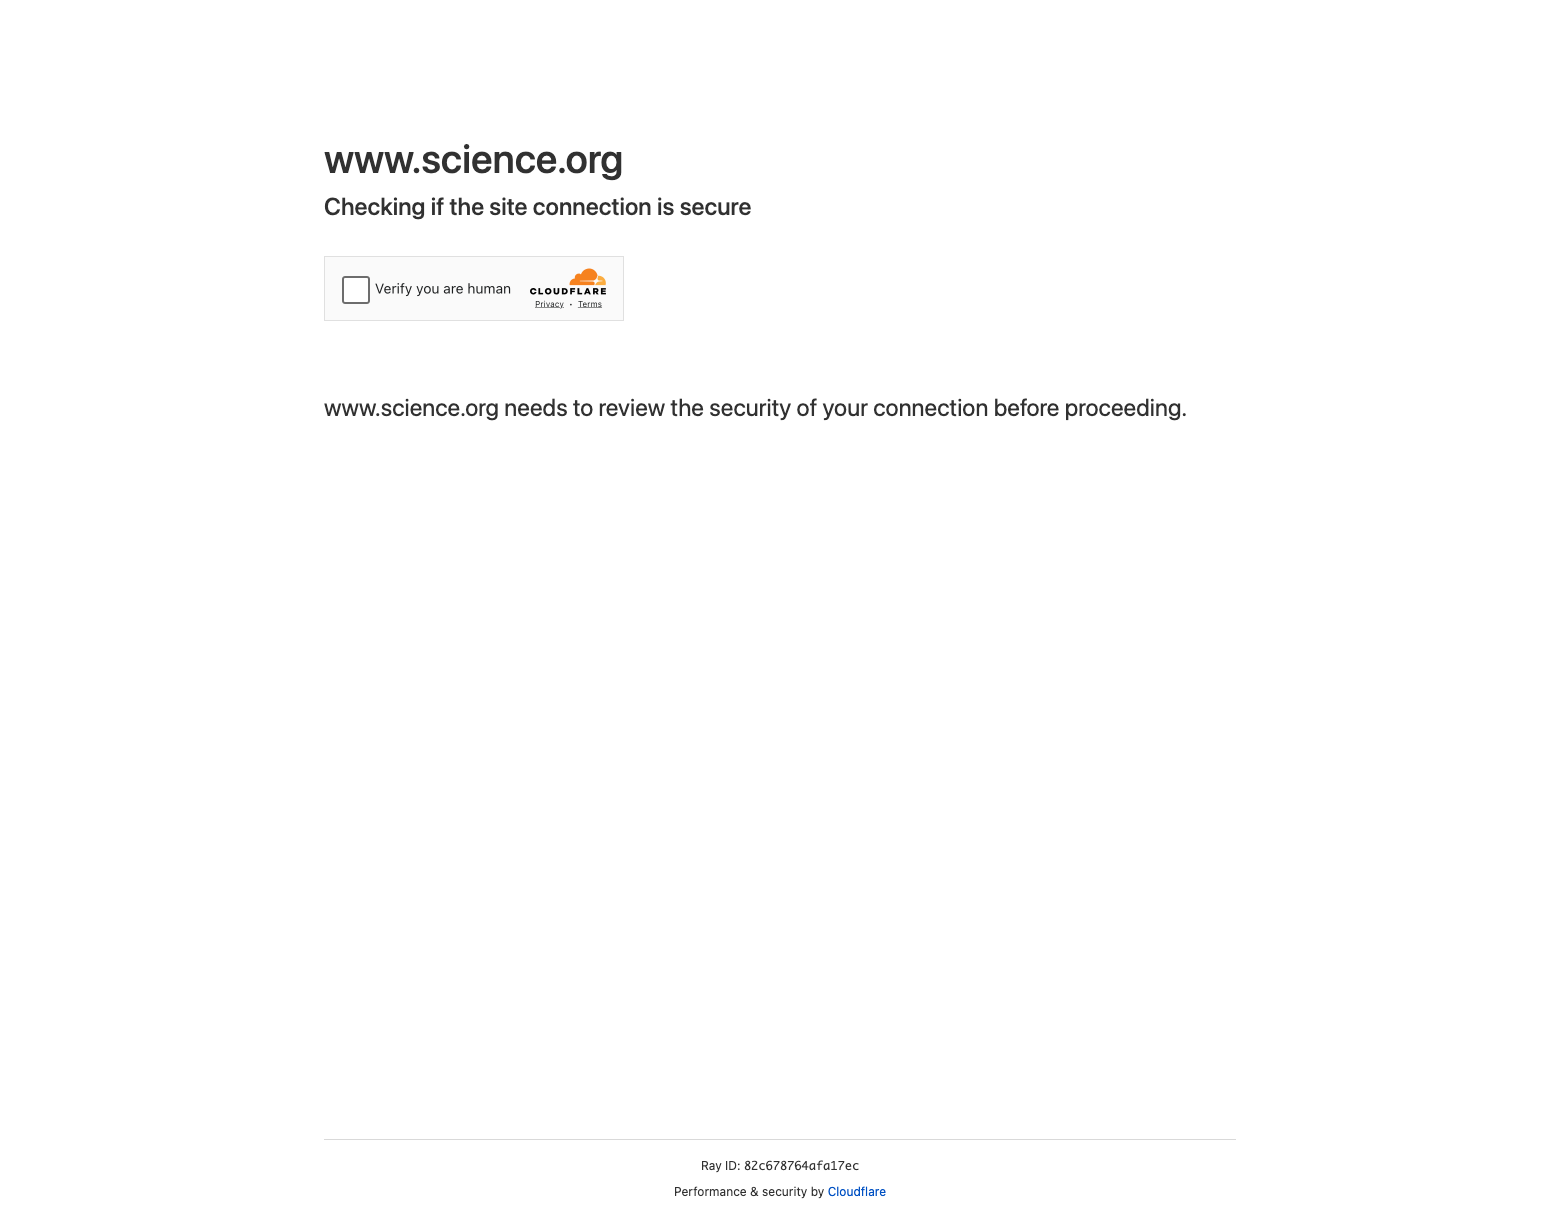 www.science.org
Checking if the site connection is secure
Verify you are human
CLOUDFLARE
Privacy • Terms
www.science.org needs to review the security of your connection before proceeding.
Ray ID: 82c678764afa17ec
Performance & security by Cloudflare